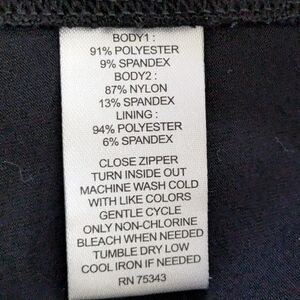 BODY1 :
91% POLYESTER
9% SPANDEX
BODY2 :
87% NYLON
13% SPANDEX
LINING :
94% POLYESTER
6% SPANDEX
CLOSE ZIPPER
TURN INSIDE OUT
MACHINE WASH COLD
WITH LIKE COLORS
GENTLE CYCLE
ONLY NON-CHLORINE
BLEACH WHEN NEEDED
TUMBLE DRY LOW
COOL IRON IF NEEDED
RN 75343